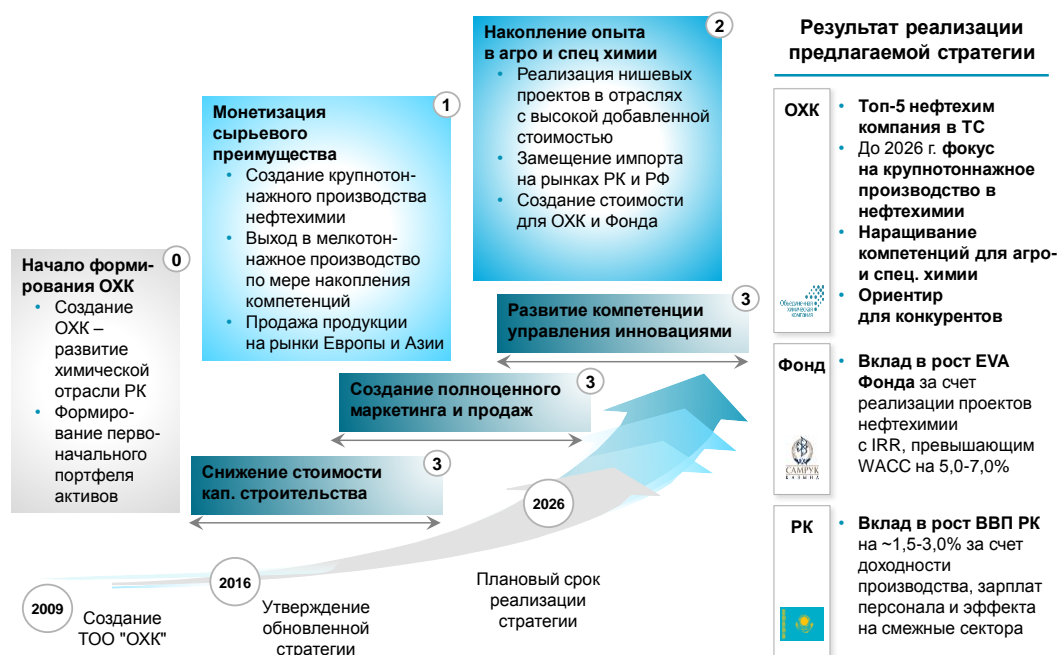 Начало форми-
рования ОХК
0
• Создание
ОХК –
развитие
химической
отрасли РК
• Формиро-
вание перво-
начального
портфеля
активов
Монетизация
сырьевого
преимущества
1
• Создание крупнотон-
нажного производства
нефтехимии
• Выход в мелкотон-
нажное производство
по мере накопления
компетенций
• Продажа продукции
на рынки Европы и Азии
Накопление опыта
в агро и спец химии
2
• Реализация нишевых
проектов в отраслях
с высокой добавленной
стоимостью
• Замещение импорта
на рынках РК и РФ
• Создание стоимости
для ОХК и Фонда
Развитие компетенции
управления инновациями
3
Создание полноценного
маркетинга и продаж
3
Снижение стоимости
кап. строительства
3
2009
Создание
ТОО "ОХК"
2016
Утверждение
обновленной
стратегии
2026
Плановый срок
реализации
стратегии
Результат реализации
предлагаемой стратегии
ОХК
Объединенная
химическая
компания
• Топ-5 нефтехим
компания в ТС
• До 2026 г. фокус
на крупнотоннажное
производство в
нефтехимии
• Наращивание
компетенций для агро-
и спец. химии
• Ориентир
для конкурентов
Фонд
САМРУК
ҚАЗЫНА
• Вклад в рост EVA
Фонда за счет
реализации проектов
нефтехимии
с IRR, превышающим
WACC на 5,0-7,0%
РК
• Вклад в рост ВВП РК
на ~1,5-3,0% за счет
доходности
производства, зарплат
персонала и эффекта
на смежные сектора